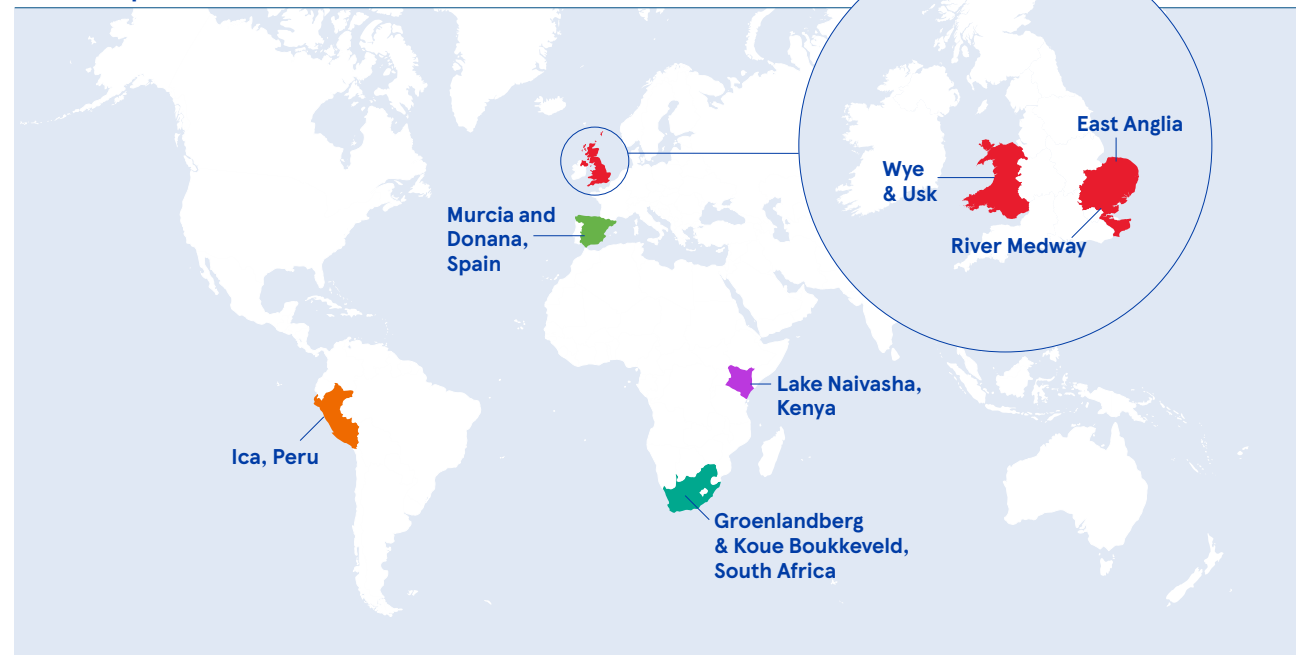 East Anglia
Wye
& Usk
River Medway
Murcia and
Donana,
Spain
Lake Naivasha,
Kenya
Ica, Peru
Groenlandberg
& Koue Boukkeveld,
South Africa